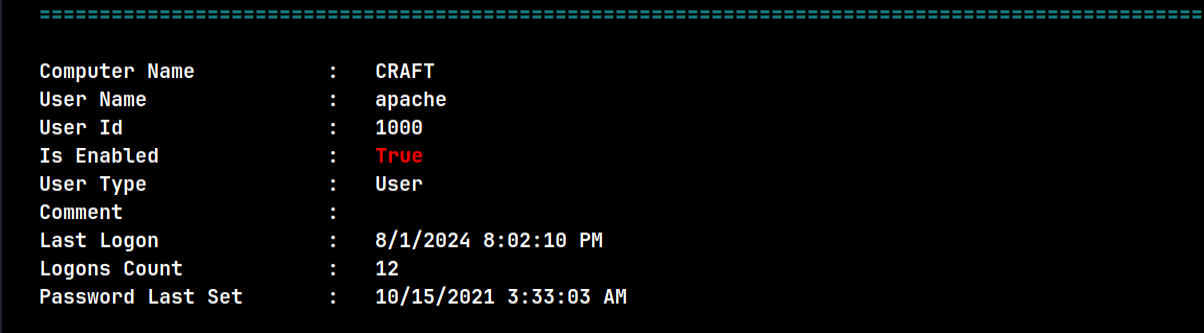 ==================================================================================================
Computer Name           :   CRAFT
User Name               :   apache
User Id                 :   1000
Is Enabled              :   True
User Type               :   User
Comment                 :
Last Logon              :   8/1/2024 8:02:10 PM
Logons Count            :   12
Password Last Set       :   10/15/2021 3:33:03 AM